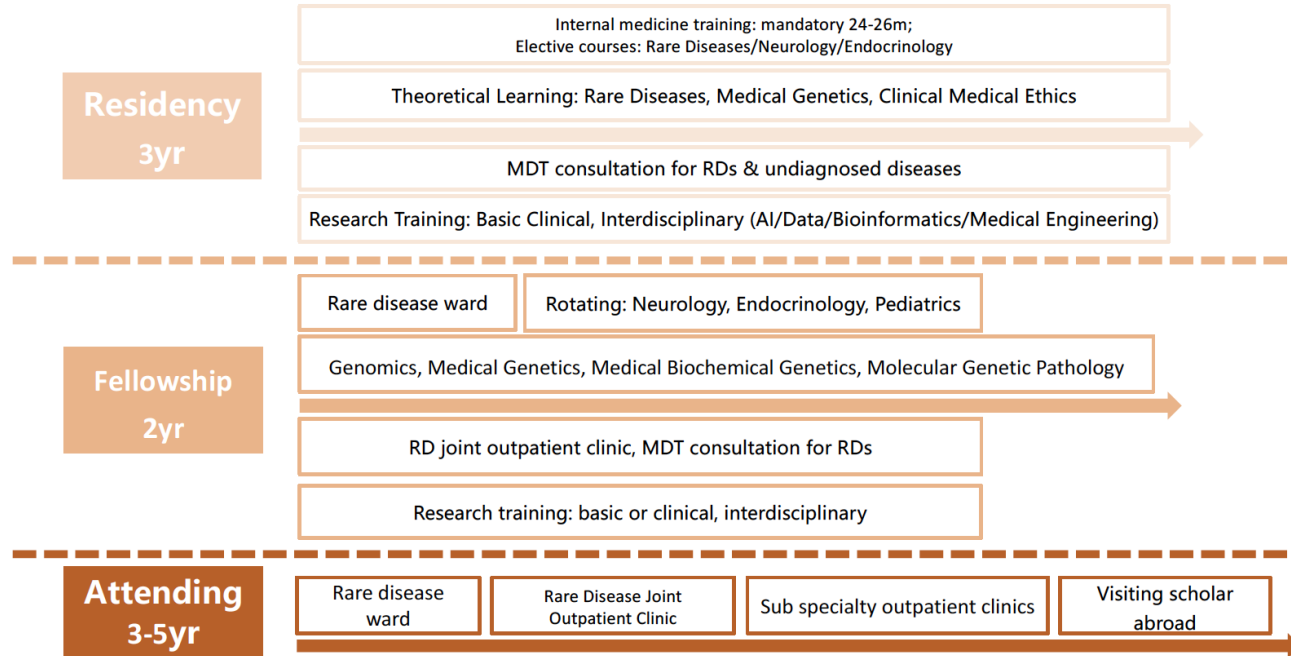 Residency
3yr
Internal medicine training: mandatory 24-26m;
Elective courses: Rare Diseases/Neurology/Endocrinology
Theoretical Learning: Rare Diseases, Medical Genetics, Clinical Medical Ethics
MDT consultation for RDs & undiagnosed diseases
Research Training: Basic Clinical, Interdisciplinary (AI/Data/Bioinformatics/Medical Engineering)
Fellowship
2yr
Rare disease ward
Rotating: Neurology, Endocrinology, Pediatrics
Genomics, Medical Genetics, Medical Biochemical Genetics, Molecular Genetic Pathology
RD joint outpatient clinic, MDT consultation for RDs
Research training: basic or clinical, interdisciplinary
Attending
3-5yr
Rare disease
ward
Rare Disease Joint
Outpatient Clinic
Sub specialty outpatient clinics
Visiting scholar
abroad